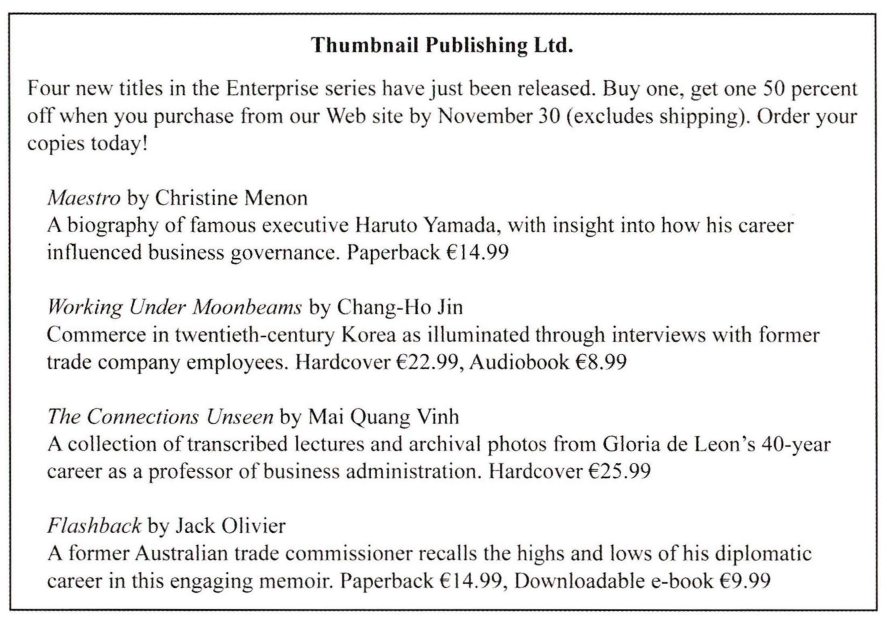 Thumbnail Publishing Ltd.
Four new titles in the Enterprise series have just been released. Buy one, get one 50 percent
off when you purchase from our Web site by November 30 (excludes shipping). Order your
copies today!
Maestro by Christine Menon
A biography of famous executive Haruto Yamada, with insight into how his career
influenced business governance. Paperback €14.99
Working Under Moonbeams by Chang-Ho Jin
Commerce in twentieth-century Korea as illuminated through interviews with former
trade company employees. Hardcover €22.99, Audiobook €8.99
The Connections Unseen by Mai Quang Vinh
A collection of transcribed lectures and archival photos from Gloria de Leon's 40-year
career as a professor of business administration. Hardcover €25.99
Flashback by Jack Olivier
A former Australian trade commissioner recalls the highs and lows of his diplomatic
career in this engaging memoir. Paperback €14.99, Downloadable e-book €9.99